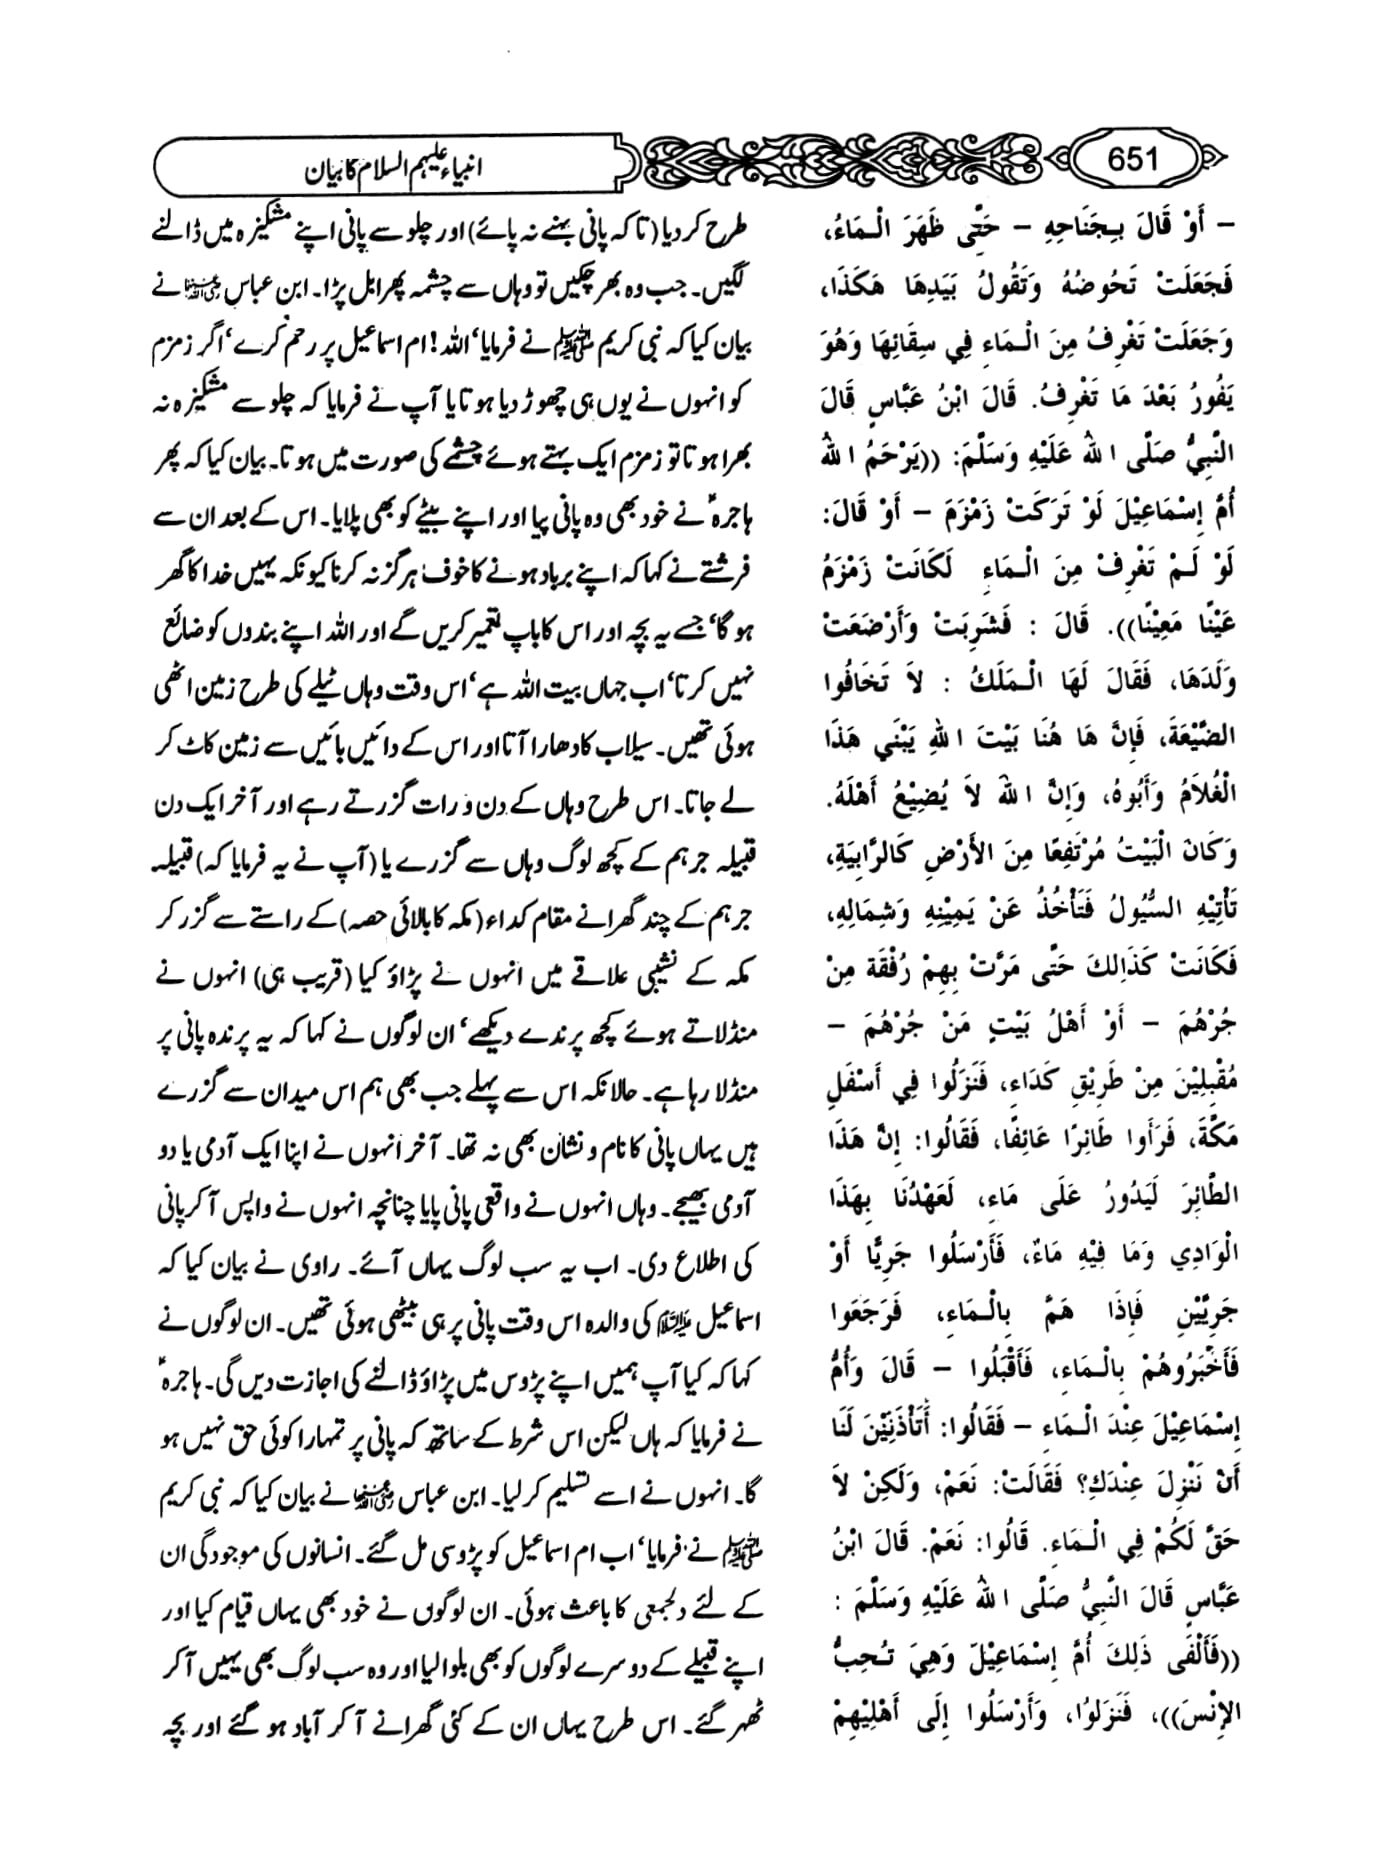 651
انبیاء علیہم السلام کا بیان
– أَوْ قَالَ بِجَنَاحِهِ – حَتَّى ظَهَرَ الْـمَاءُ،
فَجَعَلَتْ تَحُوضُهُ وَتَقُولُ بَيَدِهَا هَكَذَا،
وَجَعَلَتْ تَغْرِفُ مِنَ الْـمَاءِ فِي سِقَائِهَا وَهُوَ
يَفُورُ بَعْدَ مَا تَغْرِفُ. قَالَ ابْنُ عَبَّاسٍ قَالَ
النَّبِيُّ صَلَّى اللهُ عَلَيْهِ وَسَلَّمَ: ((يَرْحَمُ اللهُ
أُمَّ إِسْمَاعِيْلَ لَوْ تَرَكَتْ زَمْزَمَ – أَوْ قَالَ:
لَوْ لَـمْ تَغْرِفْ مِنَ الْـمَاءِ لَكَانَتْ زَمْزَمُ
عَيْنًا مَعِيْنًا)). قَالَ : فَشَرِبَتْ وَأَرْضَعَتْ
وَلَدَهَا، فَقَالَ لَهَا الْـمَلَكُ : لاَ تَخَافُوا
الضَّيْعَةَ، فَإِنَّ هَا هُنَا بَيْتَ اللهِ يَبْنِي هَذَا
الْغُلاَمُ وَأَبُوهُ، وَإِنَّ اللهَ لاَ يُضِيْعُ أَهْلَهُ.
وَكَانَ الْبَيْتُ مُرْتَفِعًا مِنَ الأَرْضِ كَالرَّابِيَةِ،
تَأْتِيْهِ السُّيُولُ فَتَأْخُذُ عَنْ يَمِيْنِهِ وَشِمَالِهِ،
فَكَانَتْ كَذَالِكَ حَتَّى مَرَّتْ بِهِمْ رُفْقَة مِنْ
جُرْهُمَ – أَوْ أَهْلُ بَيْتٍ مَنْ جُرْهُمَ –
مُقْبِلِيْنَ مِنْ طَرِيْقِ كَدَاءِ، فَنَزَلُوا فِي أَسْفَلِ
مَكَّةَ، فَرَأَوا طَائِرًا عَائِفًا، فَقَالُوا: إِنَّ هَذَا
الطَّائِرَ لَيَدُورُ عَلَى مَاءٍ، لَعَهْدُنَا بِهَذَا
الْوَادِي وَمَا فِيْهِ مَاءٌ، فَأَرْسَلُوا جَرِيًّا أَوْ
جَرِيَّيْنِ فَإِذَا هَمَّ بِالْـمَاءِ، فَرَجَعُوا
فَأَخْبَرُوهُمْ بِالْـمَاءِ، فَأَقْبَلُوا – قَالَ وَأُمُّ
إِسْمَاعِيْلَ عِنْدَ الْـمَاءِ – فَقَالُوا: أَتَأْذَنِيْنَ لَنَا
أَنْ نَنْزِلَ عِنْدَكِ؟ فَقَالَتْ: نَعَمْ، وَلَكِنْ لاَ
حَقَّ لَكُمْ فِي الْـمَاءِ. قَالُوا: نَعَمْ. قَالَ ابْنُ
عَبَّاسٍ قَالَ النَّبِيُّ صَلَّى اللهُ عَلَيْهِ وَسَلَّمَ :
((فَأَلْفَى ذَلِكَ أُمَّ إِسْمَاعِيْلَ وَهِيَ تُـحِبُّ
الإِنْسَ))، فَنَزَلُوْا، وَأَرْسَلُوا إِلَى أَهْلِيْهِمْ
طرح کر دیا (تاکہ پانی بہنے نہ پائے) اور چلو سے پانی اپنے مشکیزہ میں ڈالنے
لگیں۔ جب وہ بھر چکیں تو وہاں سے چشمہ پھر ابل پڑا۔ ابن عباس رضی اللہ عنہما نے
بیان کیا کہ نبی کریم ﷺ نے فرمایا‘ اللہ! ام اسماعیل پر رحم کرے‘ اگر زمزم
کو انہوں نے یوں ہی چھوڑ دیا ہوتا یا آپ نے فرمایا کہ چلو سے مشکیزہ نہ
بھرا ہوتا تو زمزم ایک بہتے ہوئے چشمے کی صورت میں ہوتا۔ بیان کیا کہ پھر
ہاجرہؑ نے خود بھی وہ پانی پیا اور اپنے بیٹے کو بھی پلایا۔ اس کے بعد ان سے
فرشتے نے کہا کہ اپنے برباد ہونے کا خوف ہرگز نہ کرنا کیونکہ یہیں خدا کا گھر
ہو گا‘ جسے یہ بچہ اور اس کا باپ تعمیر کریں گے اور اللہ اپنے بندوں کو ضائع
نہیں کرتا‘ اب جہاں بیت اللہ ہے‘ اس وقت وہاں ٹیلے کی طرح زمین اٹھی
ہوئی تھیں۔ سیلاب کا دھارا آتا اور اس کے دائیں بائیں سے زمین کاٹ کر
لے جاتا۔ اس طرح وہاں کے دن و رات گزرتے رہے اور آخر ایک دن
قبیلہ جرہم کے کچھ لوگ وہاں سے گزرے یا (آپ نے یہ فرمایا کہ) قبیلہ
جرہم کے چند گھرانے مقام کداء (مکہ کا بالائی حصہ) کے راستے سے گزر کر
مکہ کے نشیبی علاقے میں انہوں نے پڑاؤ کیا (قریب ہی) انہوں نے
منڈلاتے ہوئے کچھ پرندے دیکھے‘ ان لوگوں نے کہا کہ یہ پرندہ پانی پر
منڈلا رہا ہے۔ حالانکہ اس سے پہلے جب بھی ہم اس میدان سے گزرے
ہیں یہاں پانی کا نام و نشان بھی نہ تھا۔ آخر انہوں نے اپنا ایک آدمی یا دو
آدمی بھیجے۔ وہاں انہوں نے واقعی پانی پایا چنانچہ انہوں نے واپس آکر پانی
کی اطلاع دی۔ اب یہ سب لوگ یہاں آئے۔ راوی نے بیان کیا کہ
اسماعیل علیہ السلام کی والدہ اس وقت پانی پر ہی بیٹھی ہوئی تھیں۔ ان لوگوں نے
کہا کہ کیا آپ ہمیں اپنے پڑوس میں پڑاؤ ڈالنے کی اجازت دیں گی۔ ہاجرہؑ
نے فرمایا کہ ہاں لیکن اس شرط کے ساتھ کہ پانی پر تمہارا کوئی حق نہیں ہو
گا۔ انہوں نے اسے تسلیم کر لیا۔ ابن عباس رضی اللہ عنہما نے بیان کیا کہ نبی کریم
ﷺ نے فرمایا‘ اب ام اسماعیل کو پڑوسی مل گئے۔ انسانوں کی موجودگی ان
کے لئے دلجمعی کا باعث ہوئی۔ ان لوگوں نے خود بھی یہاں قیام کیا اور
اپنے قبیلے کے دوسرے لوگوں کو بھی بلوا لیا اور وہ سب لوگ بھی یہیں آکر
ٹھہر گئے۔ اس طرح یہاں ان کے کئی گھرانے آکر آباد ہو گئے اور بچہ